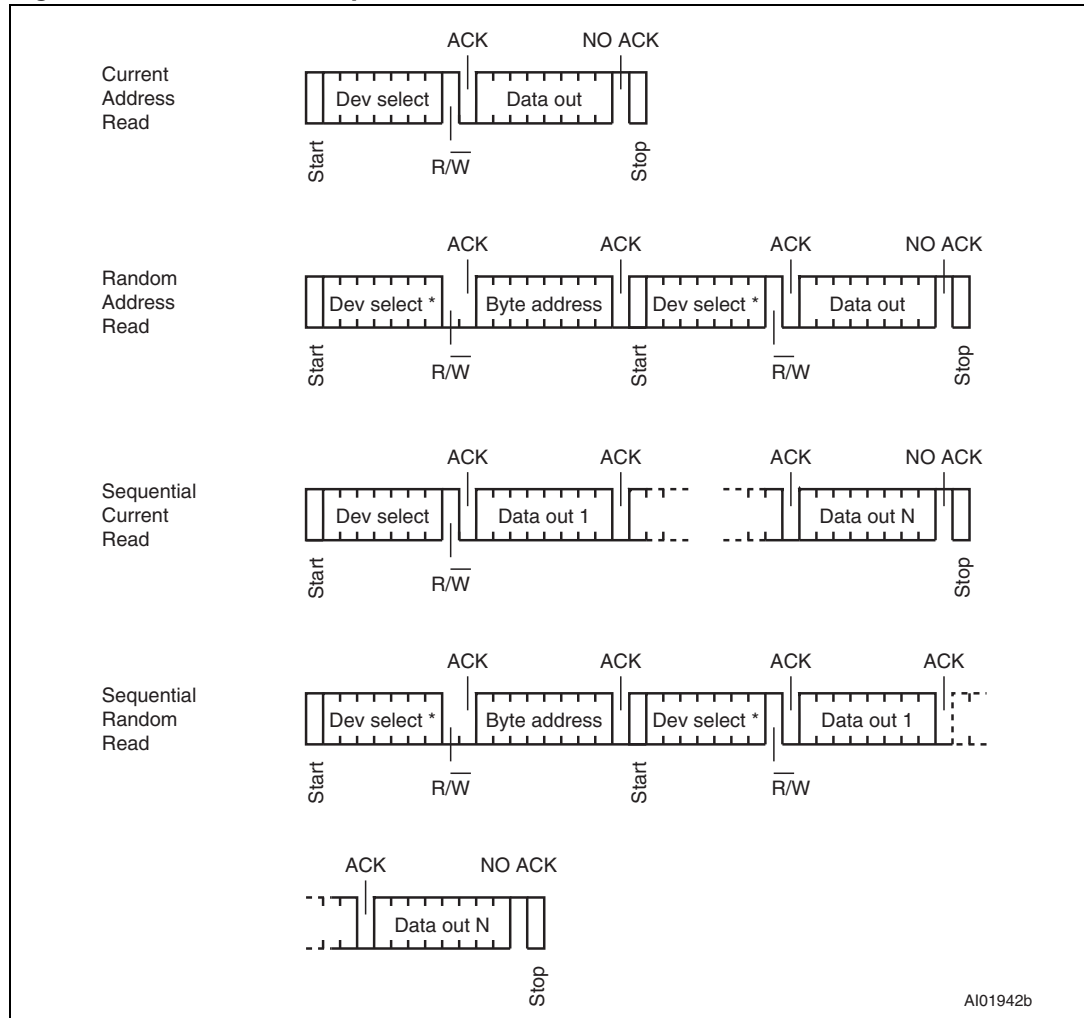 ACK NO ACK
Current
Address
Read
Dev select Data out
Start R/W̅ Stop
ACK ACK ACK NO ACK
Random
Address
Read
Dev select * Byte address Dev select * Data out
Start R/W̅ Start R̅/W Stop
ACK ACK ACK NO ACK
Sequential
Current
Read
Dev select Data out 1 Data out N
Start R/W̅ Stop
ACK ACK ACK ACK
Sequential
Random
Read
Dev select * Byte address Dev select * Data out 1
Start R/W̅ Start R̅/W
ACK NO ACK
Data out N
Stop
AI01942b